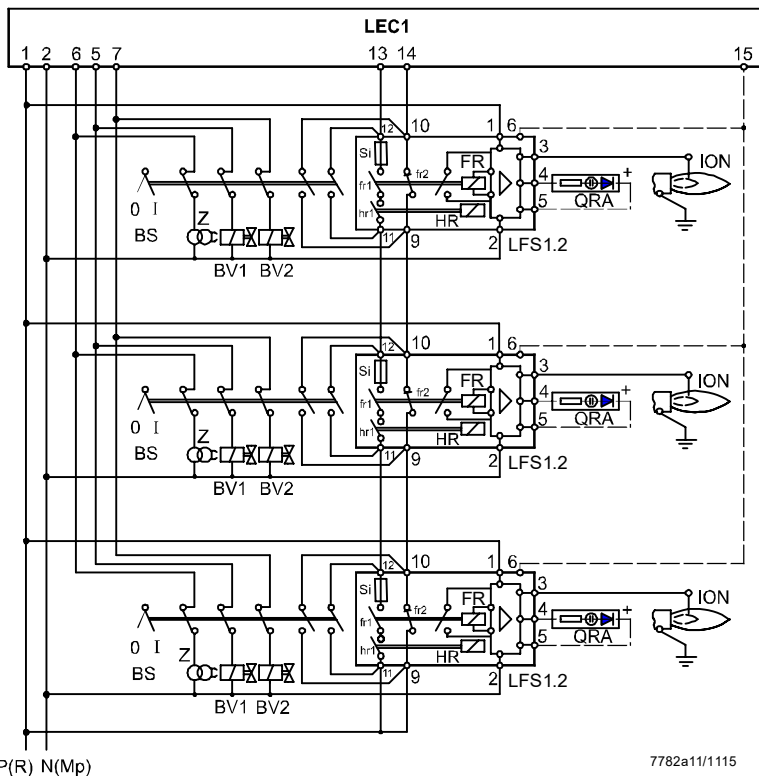 LEC1
1 2 6 5 7 13 14 15
12 10 1 6
3
Si FR ION
4 +
fr1 fr2
5 QRA
0 I Z hr1 HR
BS 11 9 2 LFS1.2
BV1 BV2
12 10 1 6
3
Si FR ION
4 +
fr1 fr2
5 QRA
0 I Z hr1 HR
BS 11 9 2 LFS1.2
BV1 BV2
12 10 1 6
3
Si FR ION
4 +
fr1 fr2
5 QRA
0 I Z hr1 HR
BS 11 9 2 LFS1.2
BV1 BV2
P(R) N(Mp)
7782a11/1115